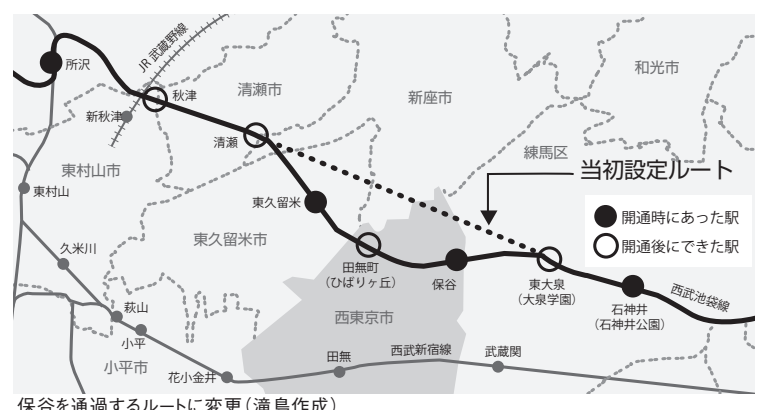 所沢
JR 武蔵野線
秋津
新秋津
清瀬市
新座市
和光市
清瀬
練馬区
当初設定ルート
東村山市
東村山
東久留米
開通時にあった駅
開通後にできた駅
東久留米市
久米川
田無町
（ひばりヶ丘）
保谷
東大泉
（大泉学園）
石神井
（石神井公園）
西武池袋線
萩山
小平
西東京市
小平市
花小金井
田無
西武新宿線
武蔵関
保谷を通過するルートに変更（滝島作成）